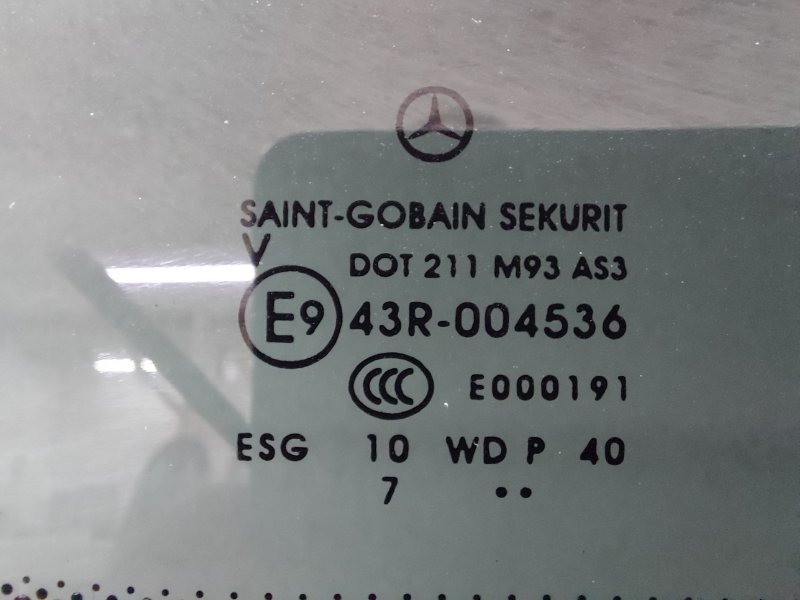 SAINT-GOBAIN SEKURIT
V
DOT 211 M93 AS3
E9 43R-004536
CCC E000191
ESG 10 WD P 40
7 ••